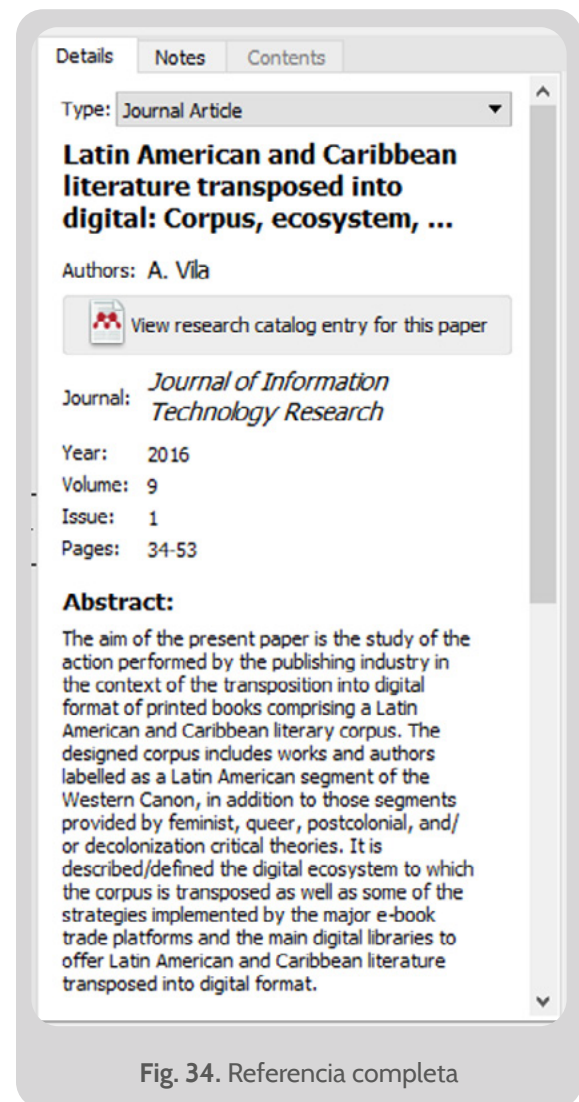 Details Notes Contents
Type: Journal Article
Latin American and Caribbean
literature transposed into
digital: Corpus, ecosystem, ...
Authors: A. Vila
View research catalog entry for this paper
Journal: Journal of Information
Technology Research
Year: 2016
Volume: 9
Issue: 1
Pages: 34-53
Abstract:
The aim of the present paper is the study of the
action performed by the publishing industry in
the context of the transposition into digital
format of printed books comprising a Latin
American and Caribbean literary corpus. The
designed corpus includes works and authors
labelled as a Latin American segment of the
Western Canon, in addition to those segments
provided by feminist, queer, postcolonial, and/
or decolonization critical theories. It is
described/defined the digital ecosystem to which
the corpus is transposed as well as some of the
strategies implemented by the major e-book
trade platforms and the main digital libraries to
offer Latin American and Caribbean literature
transposed into digital format.
Fig. 34. Referencia completa